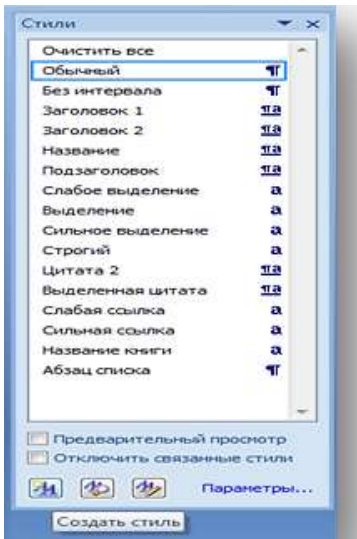 Стили
Очистить все
Обычный ¶
Без интервала ¶
Заголовок 1 ¶a
Заголовок 2 ¶a
Название ¶a
Подзаголовок ¶a
Слабое выделение a
Выделение a
Сильное выделение a
Строгий a
Цитата 2 ¶a
Выделенная цитата ¶a
Слабая ссылка a
Сильная ссылка a
Название книги a
Абзац списка ¶
Предварительный просмотр
Отключить связанные стили
Параметры...
Создать стиль